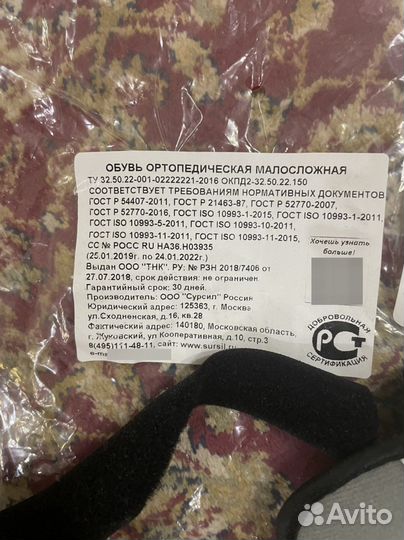 ОБУВЬ ОРТОПЕДИЧЕСКАЯ МАЛОСЛОЖНАЯ
ТУ 32.50.22-001-02222221-2016 ОКПД2-32.50.22.150
СООТВЕТСТВУЕТ ТРЕБОВАНИЯМ НОРМАТИВНЫХ ДОКУМЕНТОВ
ГОСТ Р 54407-2011, ГОСТ Р 21463-87, ГОСТ Р 52770-2007,
ГОСТ Р 52770-2016, ГОСТ ISO 10993-1-2015, ГОСТ ISO 10993-1-2011,
ГОСТ ISO 10993-5-2011, ГОСТ ISO 10993-10-2011,
ГОСТ ISO 10993-11-2011, ГОСТ ISO 10993-11-2015,
СС № РОСС RU НА36.Н03935
(25.01.2019г. по 24.01.2022г.)
Выдан ООО "ТНК". РУ: № РЗН 2018/7406 от
27.07.2018, срок действия: не ограничен
Гарантийный срок: 30 дней.
Производитель: ООО "Сурсил" Россия
Юридический адрес: 125363, г. Москва
ул.Сходненская, д.16, кв.28
Фактический адрес: 140180, Московская область,
г. Жуковский, ул Кооперативная, д.10, стр.3
8(495)111-48-11, сайт: www.sursil.ru
Хочешь узнать
больше!
ДОБРОВОЛЬНАЯ
РСТ
СЕРТИФИКАЦИЯ
Avito